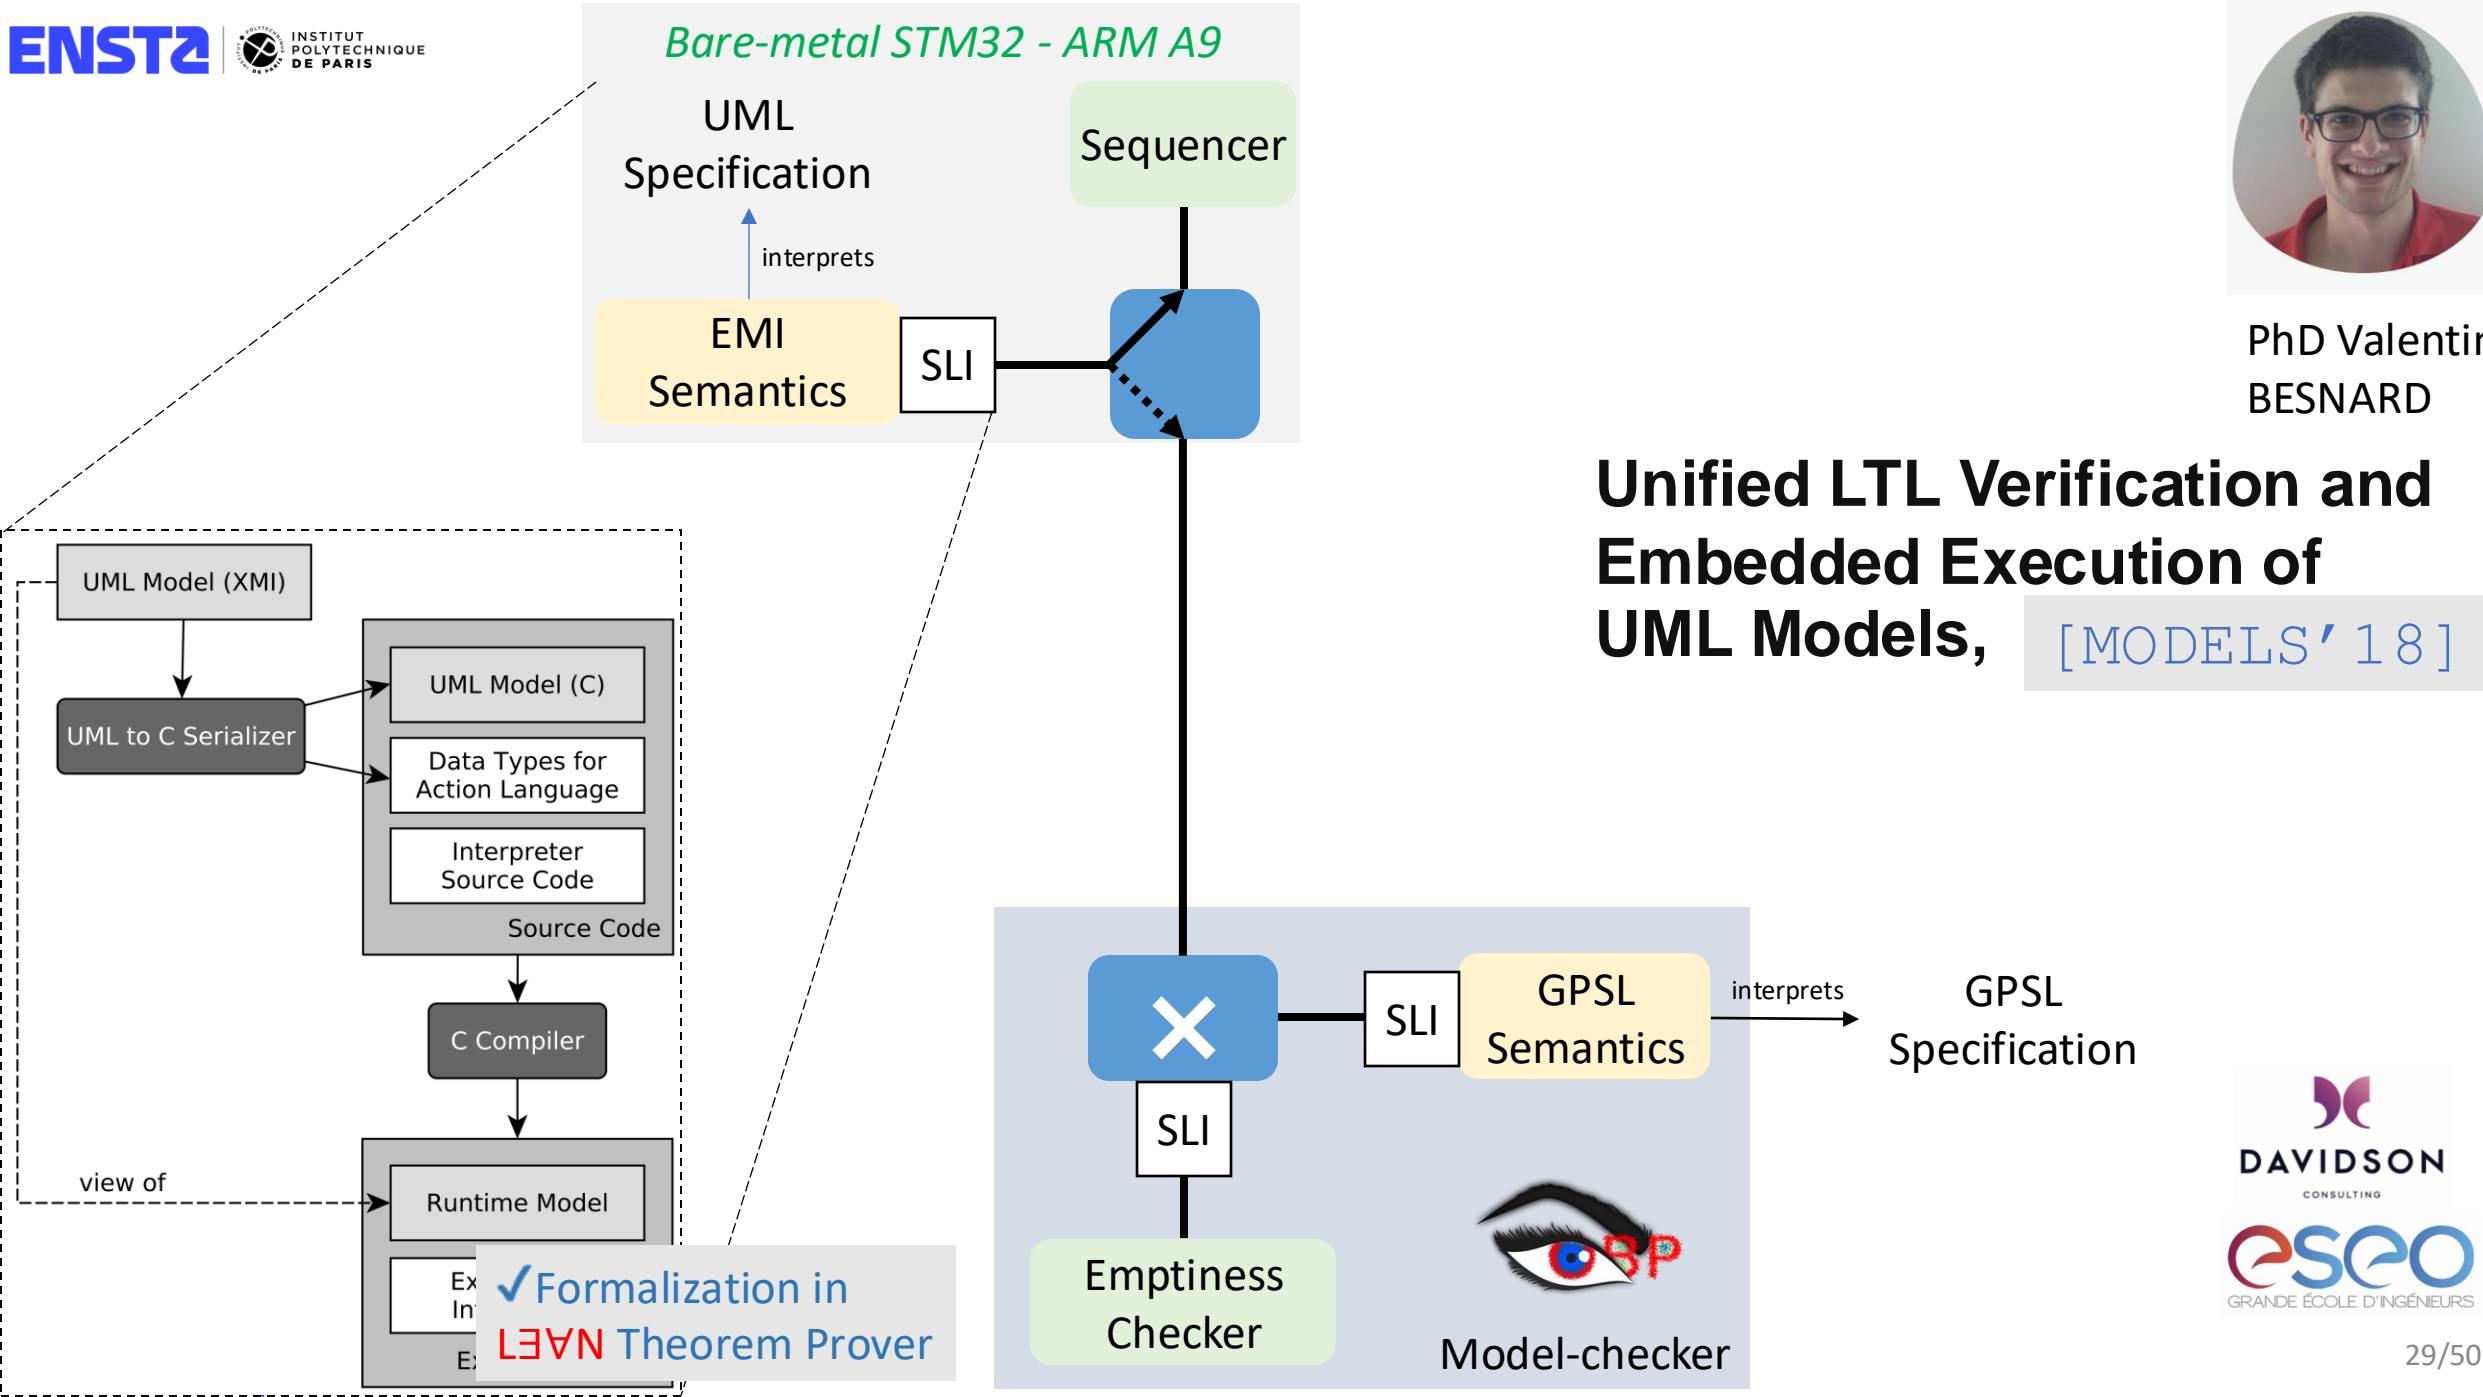 ENSTA
INSTITUT
POLYTECHNIQUE
DE PARIS
Bare-metal STM32 - ARM A9
UML
Specification
Sequencer
interprets
EMI
Semantics
SLI
PhD Valentin
BESNARD
Unified LTL Verification and
Embedded Execution of
UML Models, [MODELS'18]
UML Model (XMI)
UML to C Serializer
UML Model (C)
Data Types for
Action Language
Interpreter
Source Code
Source Code
C Compiler
view of
Runtime Model
✓Formalization in
L∃∀N Theorem Prover
SLI
GPSL
Semantics
interprets
GPSL
Specification
SLI
Emptiness
Checker
BP
Model-checker
DAVIDSON
CONSULTING
eseo
GRANDE ÉCOLE D'INGÉNIEURS
29/50